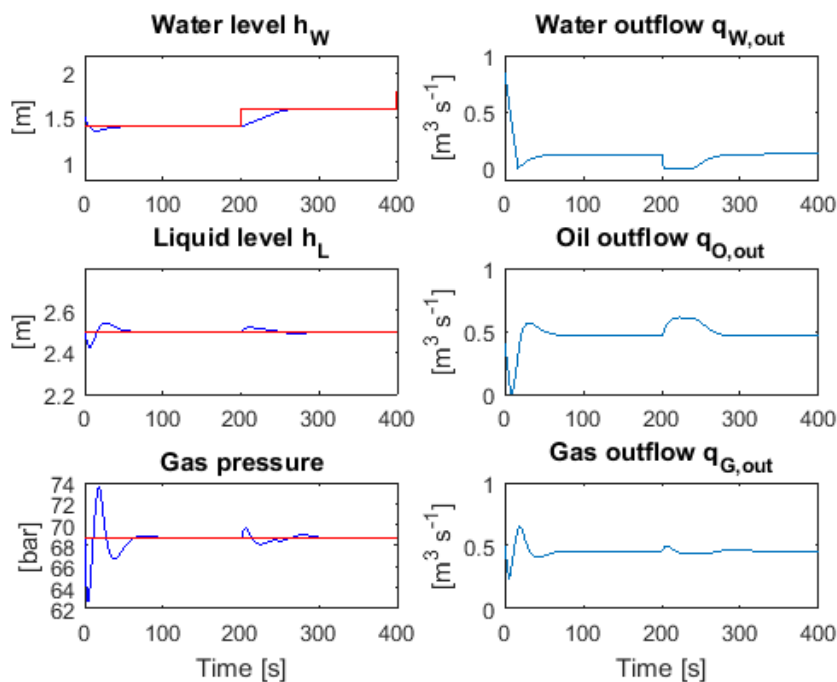 Water level h_W
2
1.5
1
[m]
0 100 200 300 400
Water outflow q_W,out
1
0.5
0
[m³ s⁻¹]
0 100 200 300 400
Liquid level h_L
2.6
2.4
2.2
[m]
0 100 200 300 400
Oil outflow q_O,out
1
0.5
0
[m³ s⁻¹]
0 100 200 300 400
Gas pressure
74
72
70
68
66
64
62
[bar]
0 100 200 300 400
Time [s]
Gas outflow q_G,out
1
0.5
0
[m³ s⁻¹]
0 100 200 300 400
Time [s]